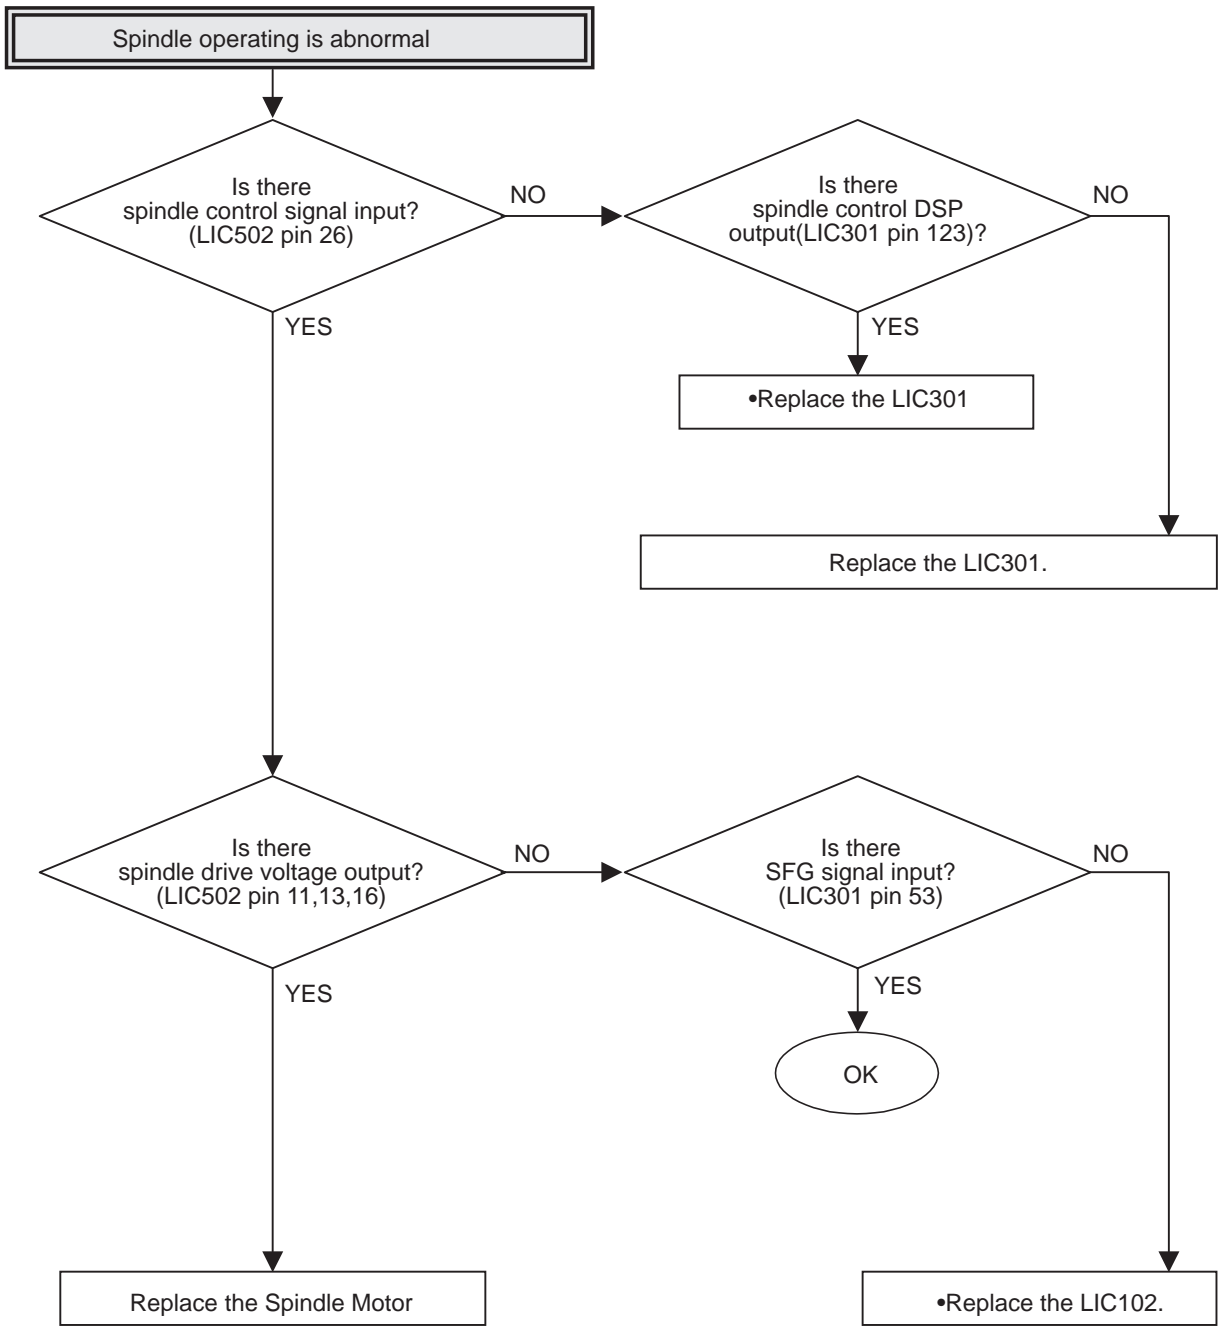 Spindle operating is abnormal
Is there
spindle control signal input?
(LIC502 pin 26)
NO
YES
Is there
spindle control DSP
output(LIC301 pin 123)?
NO
YES
•Replace the LIC301
Replace the LIC301.
Is there
spindle drive voltage output?
(LIC502 pin 11,13,16)
NO
YES
Is there
SFG signal input?
(LIC301 pin 53)
NO
YES
OK
Replace the Spindle Motor
•Replace the LIC102.